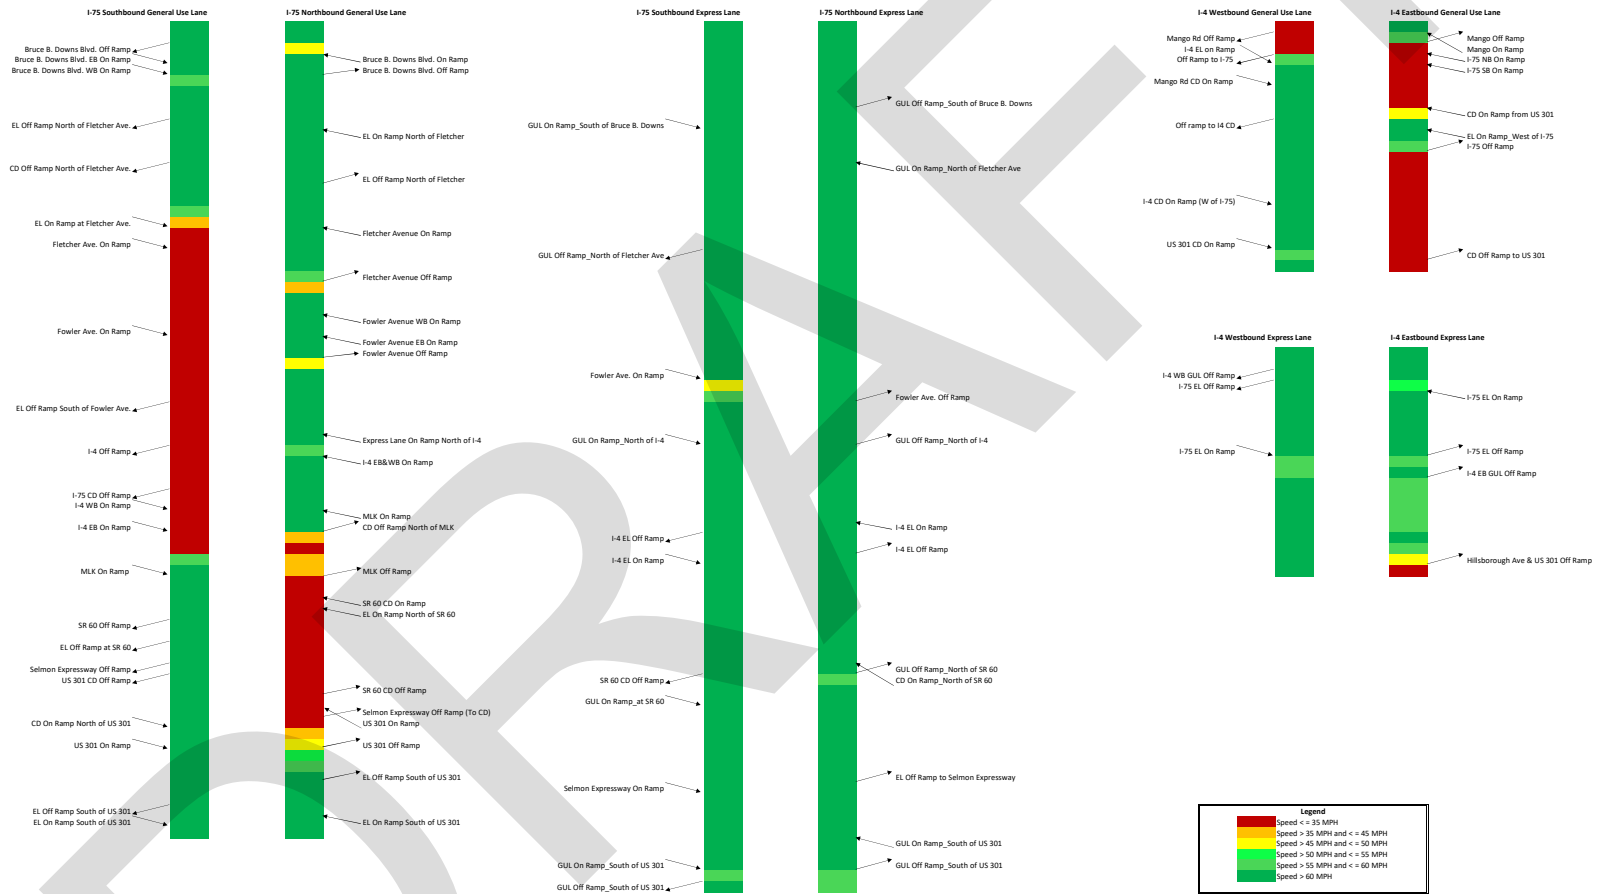 I-75 Southbound General Use Lane
Bruce B. Downs Blvd. Off Ramp
Bruce B. Downs Blvd. EB On Ramp
Bruce B. Downs Blvd. WB On Ramp
EL Off Ramp North of Fletcher Ave.
CD Off Ramp North of Fletcher Ave.
EL On Ramp at Fletcher Ave.
Fletcher Ave. On Ramp
Fowler Ave. On Ramp
EL Off Ramp South of Fowler Ave.
I-4 Off Ramp
I-75 CD Off Ramp
I-4 WB On Ramp
I-4 EB On Ramp
MLK On Ramp
SR 60 Off Ramp
EL Off Ramp at SR 60
Selmon Expressway Off Ramp
US 301 CD Off Ramp
CD On Ramp North of US 301
US 301 On Ramp
EL Off Ramp South of US 301
EL On Ramp South of US 301
I-75 Northbound General Use Lane
Bruce B. Downs Blvd. On Ramp
Bruce B. Downs Blvd. Off Ramp
EL On Ramp North of Fletcher
EL Off Ramp North of Fletcher
Fletcher Avenue On Ramp
Fletcher Avenue Off Ramp
Fowler Avenue WB On Ramp
Fowler Avenue EB On Ramp
Fowler Avenue Off Ramp
Express Lane On Ramp North of I-4
I-4 EB&WB On Ramp
MLK On Ramp
CD Off Ramp North of MLK
MLK Off Ramp
SR 60 CD On Ramp
EL On Ramp North of SR 60
SR 60 CD Off Ramp
Selmon Expressway Off Ramp (To CD)
US 301 On Ramp
US 301 Off Ramp
EL Off Ramp South of US 301
EL On Ramp South of US 301
I-75 Southbound Express Lane
GUL On Ramp_South of Bruce B. Downs
GUL Off Ramp_North of Fletcher Ave
Fowler Ave. On Ramp
GUL On Ramp_North of I-4
I-4 EL Off Ramp
I-4 EL On Ramp
SR 60 CD Off Ramp
GUL On Ramp_at SR 60
Selmon Expressway On Ramp
GUL On Ramp_South of US 301
GUL Off Ramp_South of US 301
I-75 Northbound Express Lane
GUL Off Ramp_South of Bruce B. Downs
GUL On Ramp_North of Fletcher Ave
Fowler Ave. Off Ramp
GUL Off Ramp_North of I-4
I-4 EL On Ramp
I-4 EL Off Ramp
GUL Off Ramp_North of SR 60
CD On Ramp_North of SR 60
EL Off Ramp to Selmon Expressway
GUL On Ramp_South of US 301
GUL Off Ramp_South of US 301
I-4 Westbound General Use Lane
Mango Rd Off Ramp
I-4 EL on Ramp
Off Ramp to I-75
Mango Rd CD On Ramp
Off ramp to I4 CD
I-4 CD On Ramp (W of I-75)
US 301 CD On Ramp
I-4 Eastbound General Use Lane
Mango Off Ramp
Mango On Ramp
I-75 NB On Ramp
I-75 SB On Ramp
CD On Ramp from US 301
EL On Ramp_West of I-75
I-75 Off Ramp
CD Off Ramp to US 301
I-4 Westbound Express Lane
I-4 WB GUL Off Ramp
I-75 EL Off Ramp
I-75 EL On Ramp
I-4 Eastbound Express Lane
I-75 EL On Ramp
I-75 EL Off Ramp
I-4 EB GUL Off Ramp
Hillsborough Ave & US 301 Off Ramp
Legend
Speed < = 35 MPH
Speed > 35 MPH and < = 45 MPH
Speed > 45 MPH and < = 50 MPH
Speed > 50 MPH and < = 55 MPH
Speed > 55 MPH and < = 60 MPH
Speed > 60 MPH
DRAFT